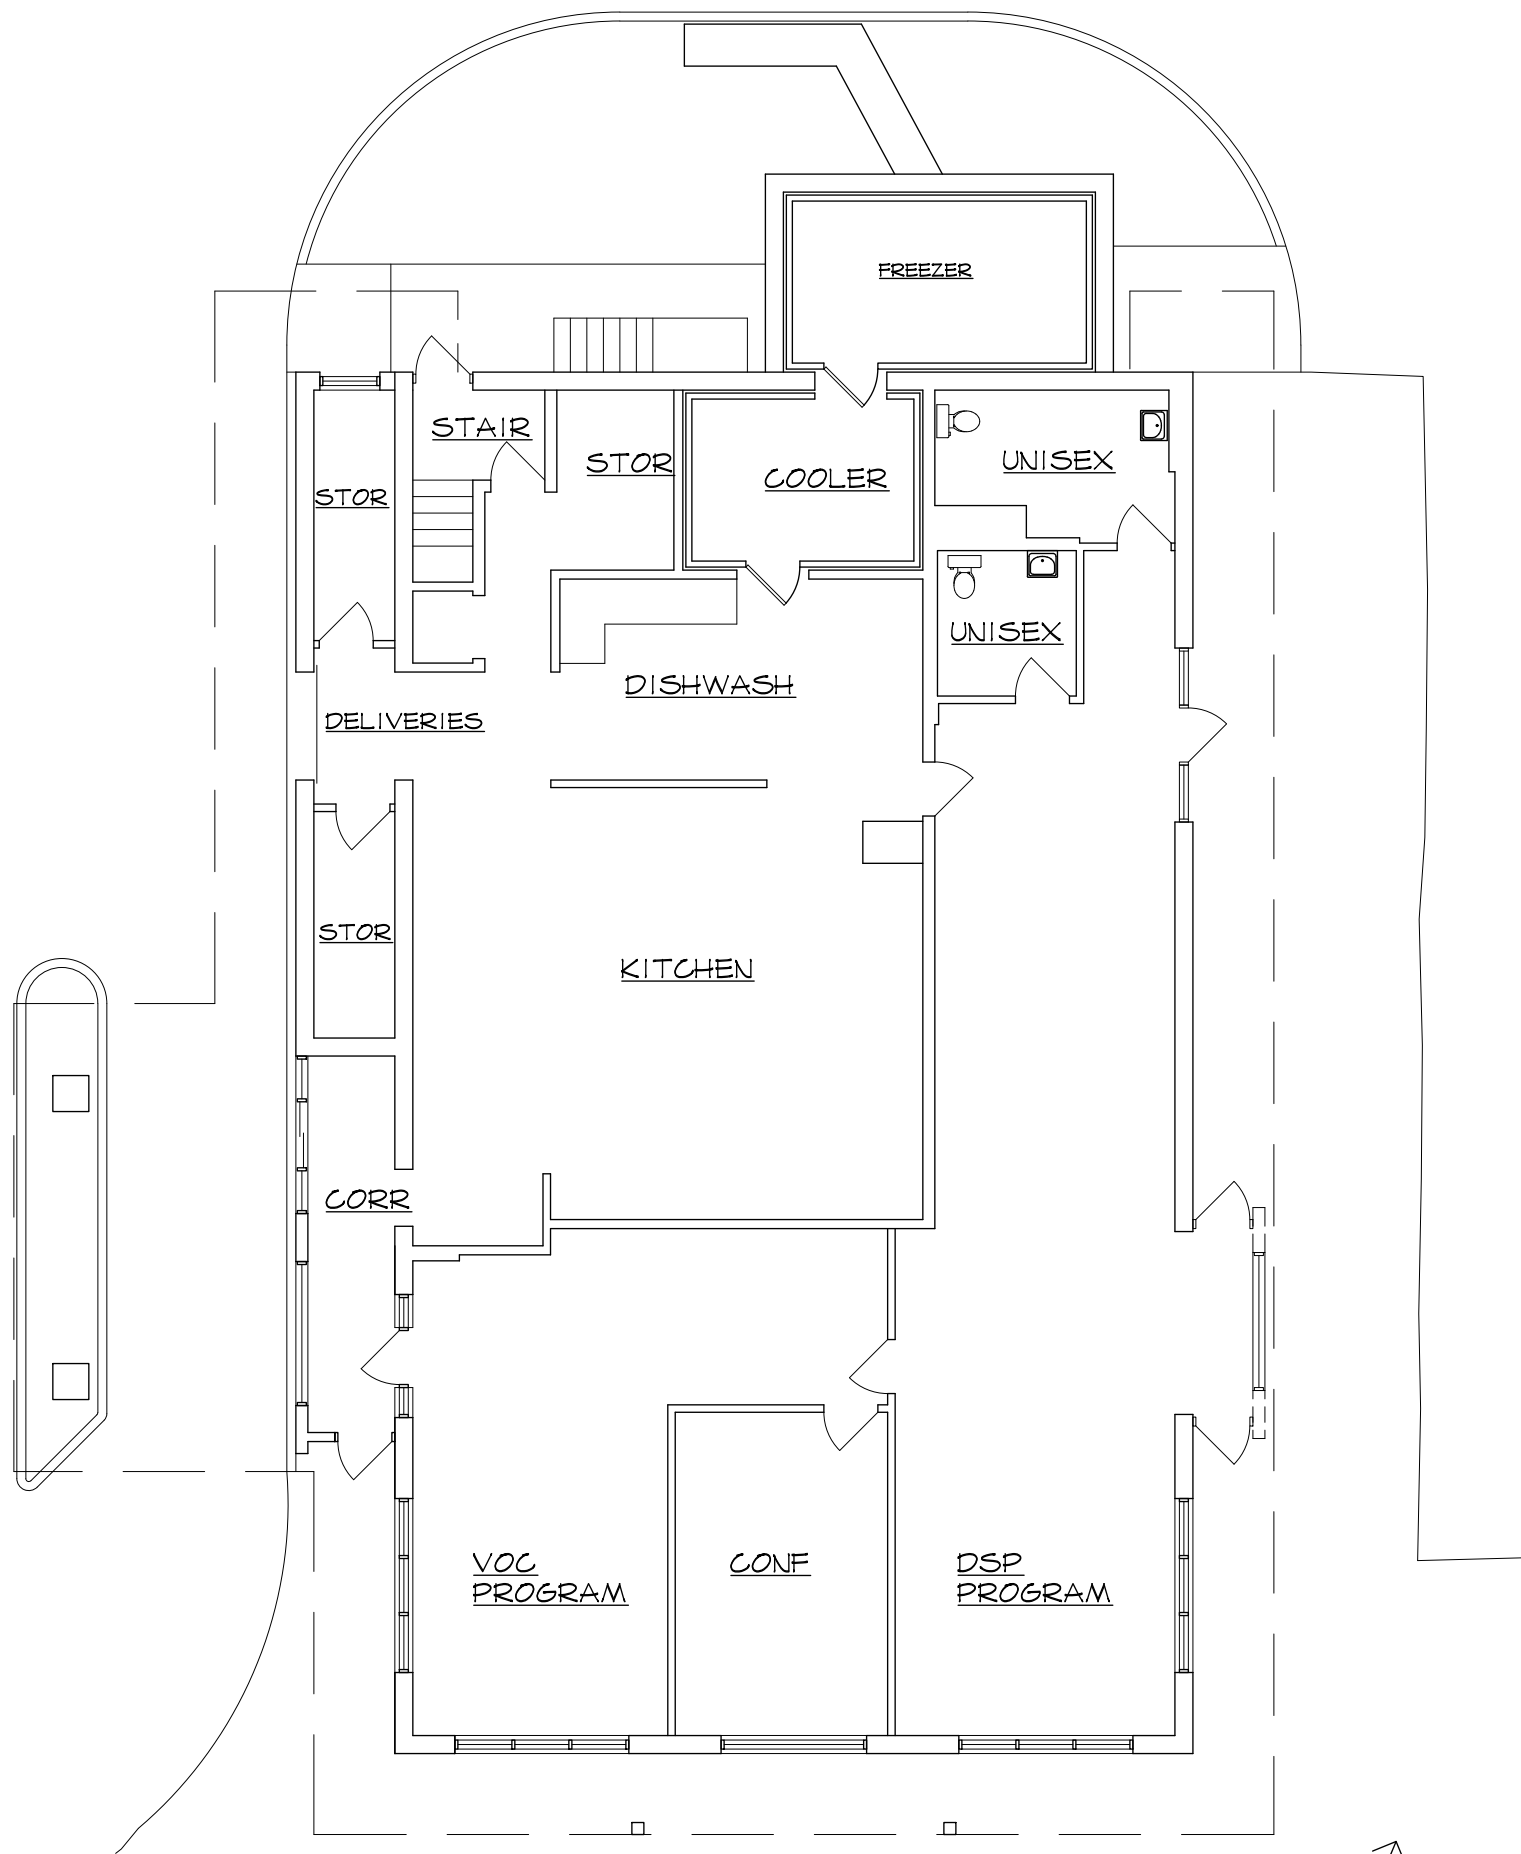 FREEZER
STAIR
STOR
UNISEX
COOLER
STOR
UNISEX
DISHWASH
DELIVERIES
STOR
KITCHEN
CORR
VOC
PROGRAM
CONF
DSP
PROGRAM